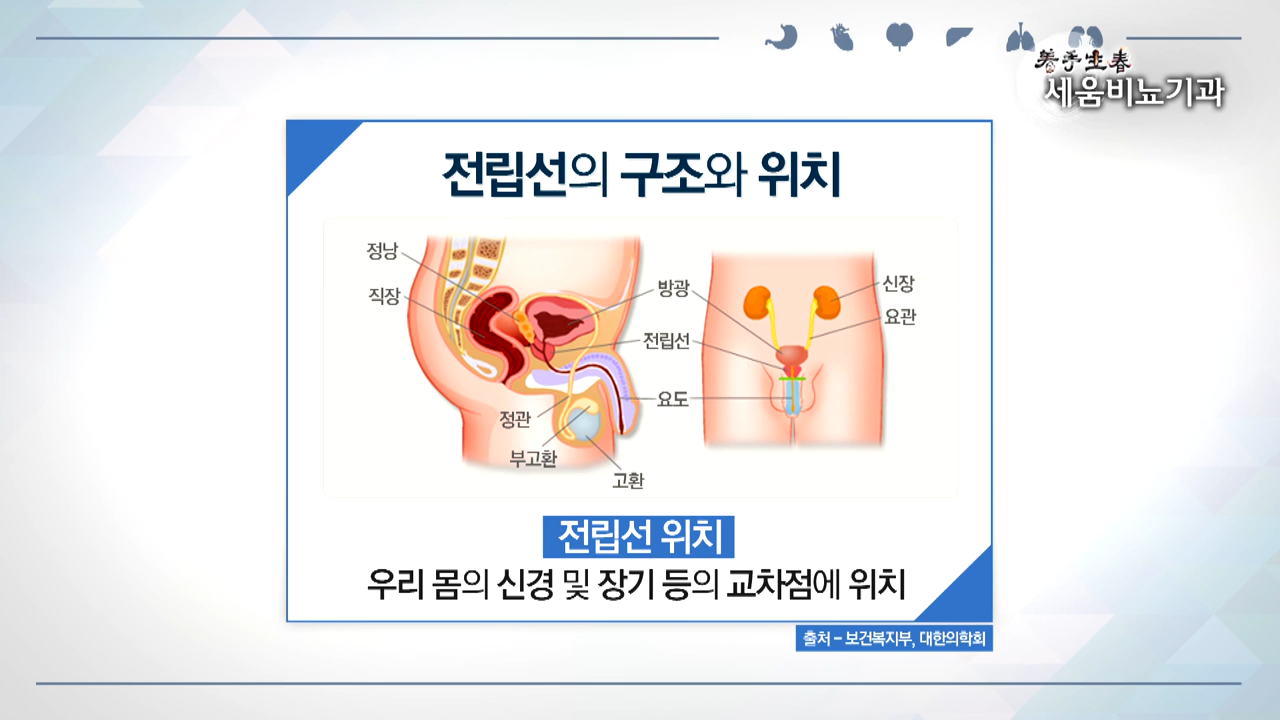 着手生春
세움비뇨기과
전립선의 구조와 위치
정낭
직장
방광
전립선
요도
정관
부고환
고환
신장
요관
전립선 위치
우리 몸의 신경 및 장기 등의 교차점에 위치
출처 – 보건복지부, 대한의학회